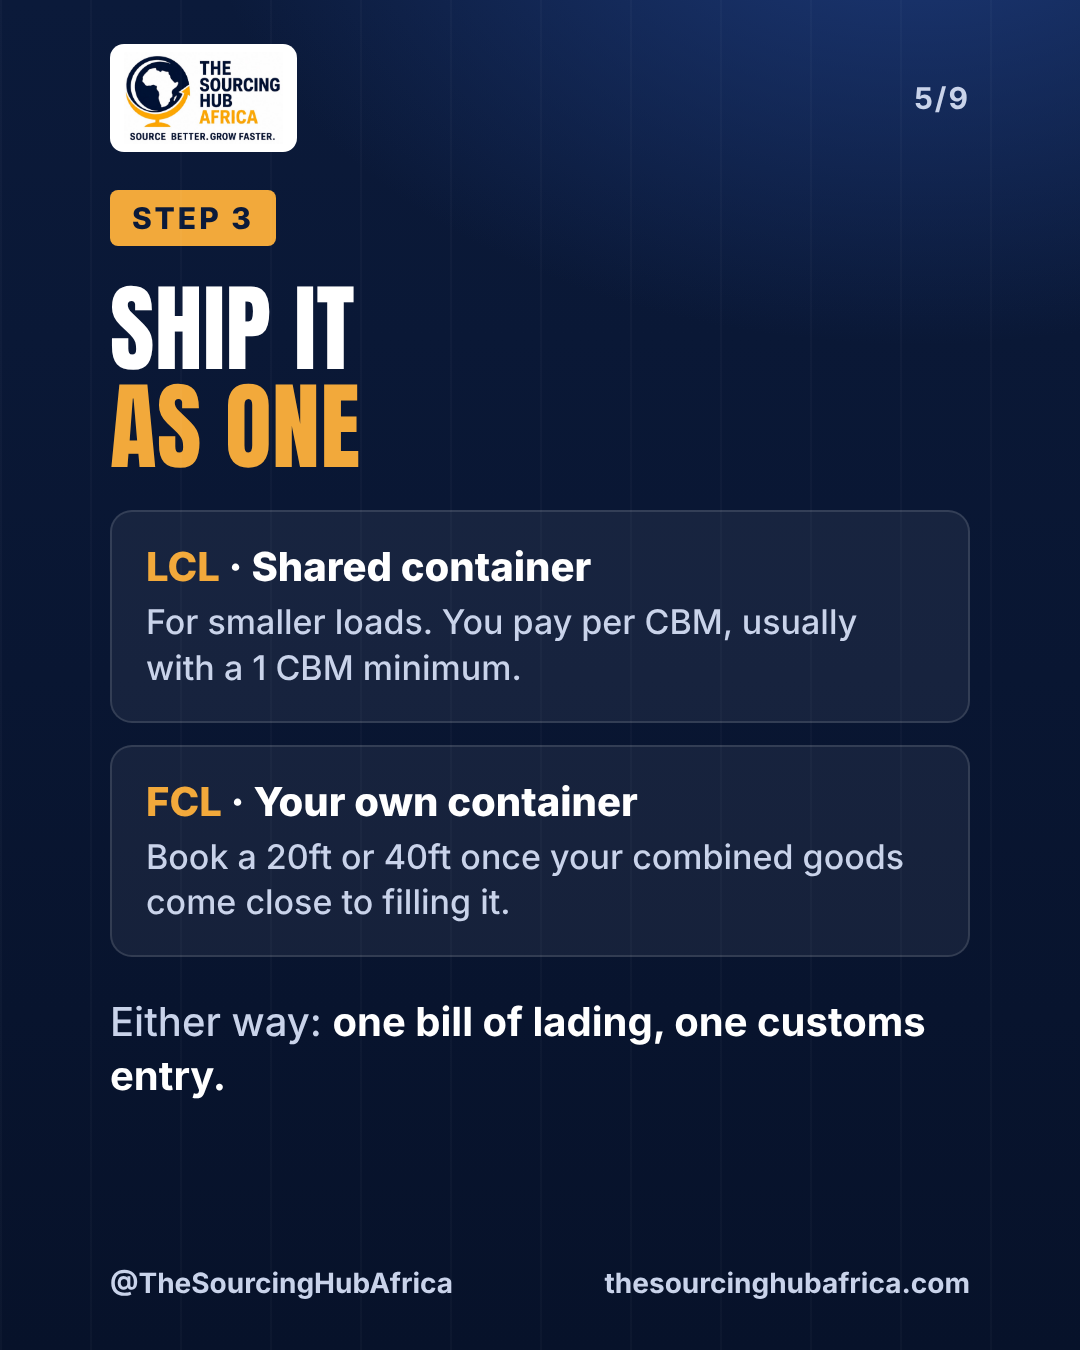 THE
SOURCING
HUB
AFRICA
SOURCE BETTER. GROW FASTER.
5/9
STEP 3
SHIP IT
AS ONE
LCL · Shared container
For smaller loads. You pay per CBM, usually
with a 1 CBM minimum.
FCL · Your own container
Book a 20ft or 40ft once your combined goods
come close to filling it.
Either way: one bill of lading, one customs
entry.
@TheSourcingHubAfrica
thesourcinghubafrica.com